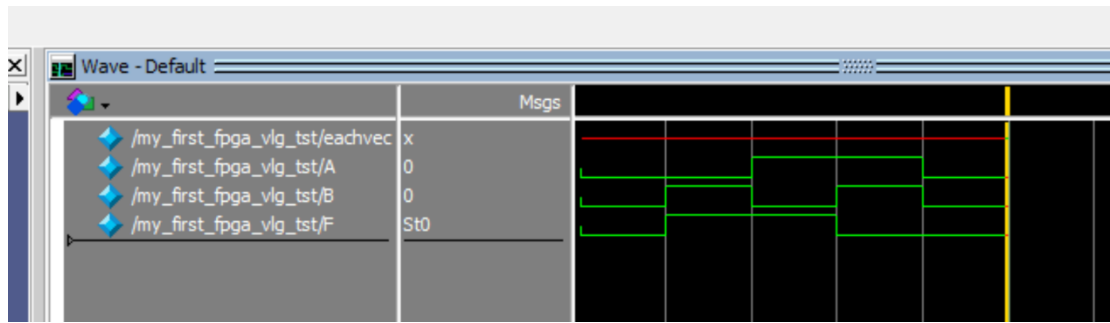 Wave - Default
Msgs
/my_first_fpga_vlg_tst/eachvec x
/my_first_fpga_vlg_tst/A 0
/my_first_fpga_vlg_tst/B 0
/my_first_fpga_vlg_tst/F St0